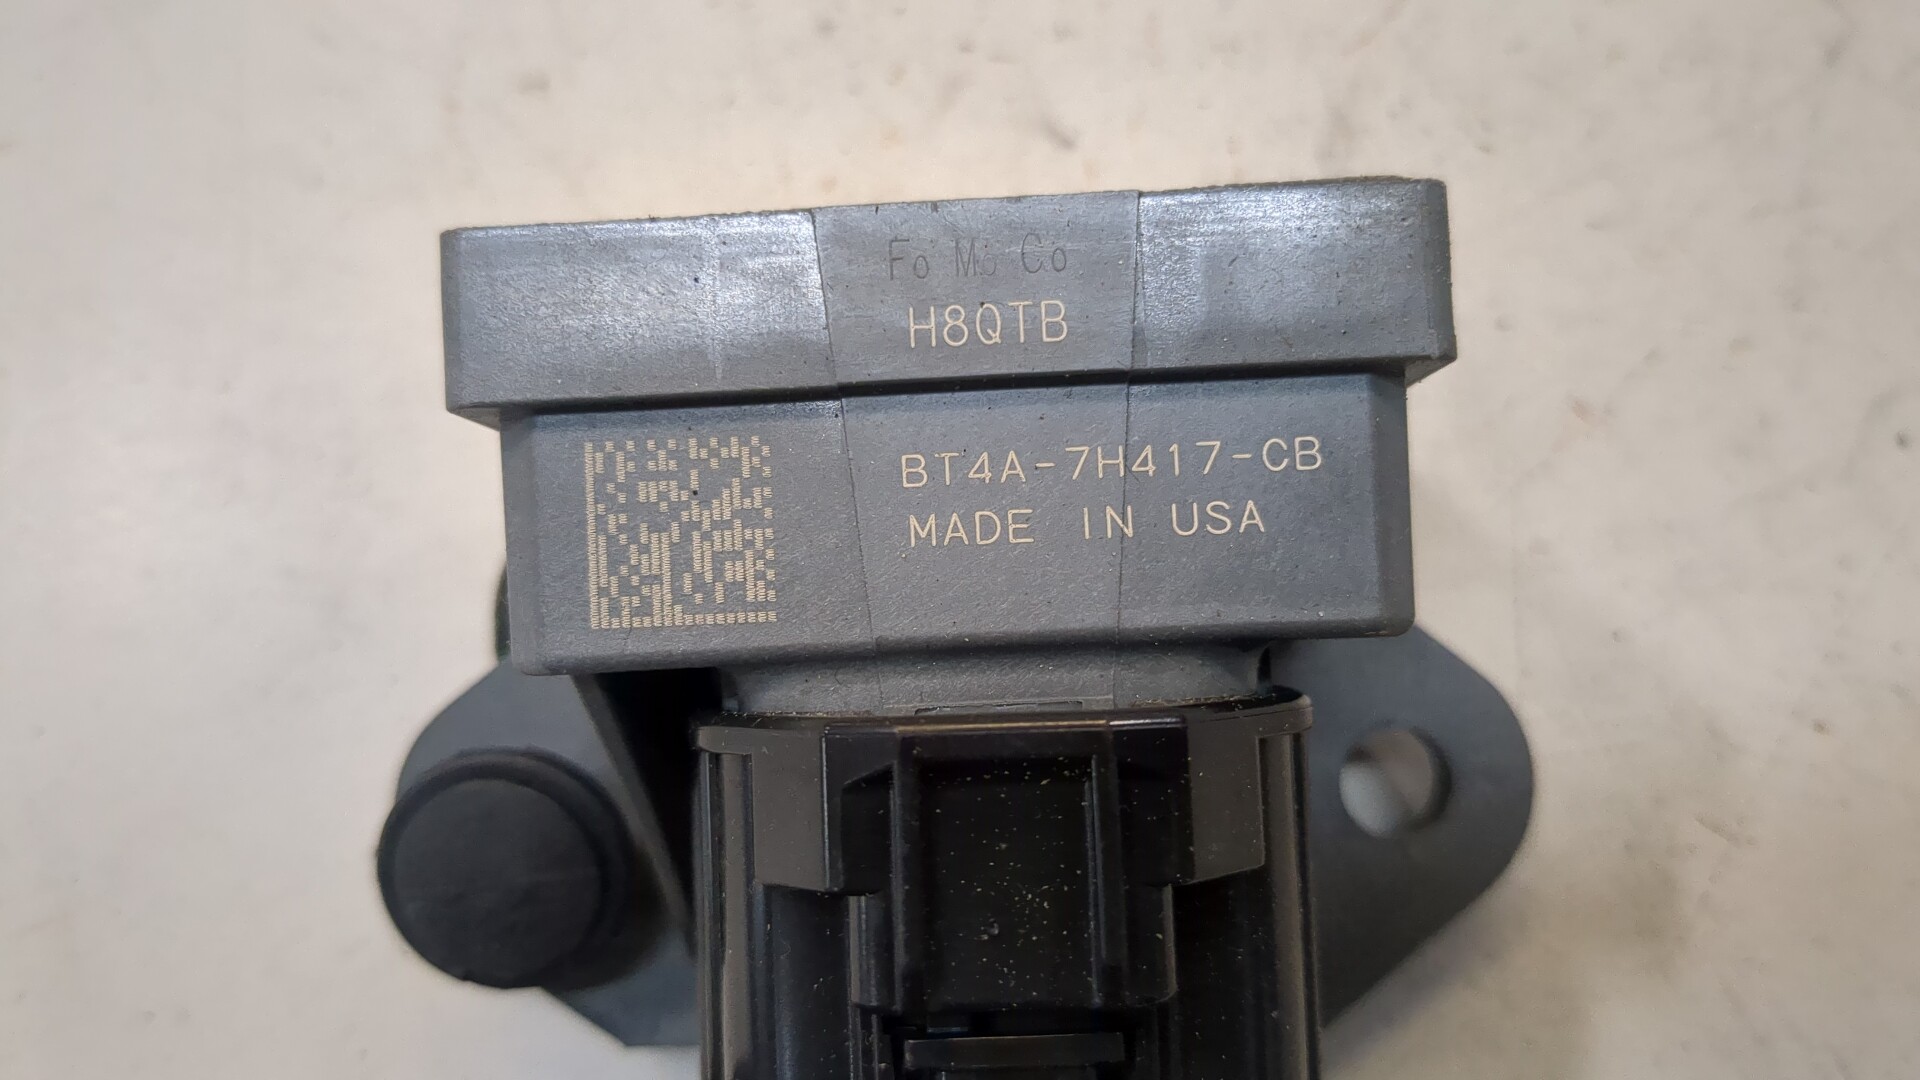 Fo Mo Co
H8QTB
BT4A-7H417-CB
MADE IN USA